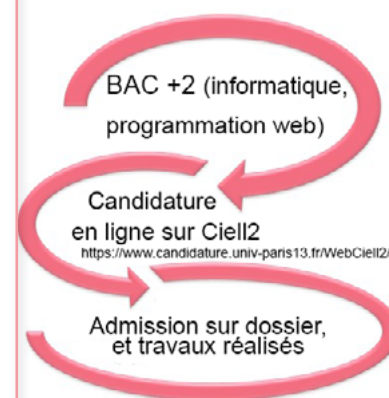 BAC +2 (informatique,
programmation web)
Candidature
en ligne sur Ciell2
https://www.candidature.univ-paris13.fr/WebCiell2/
Admission sur dossier,
et travaux réalisés